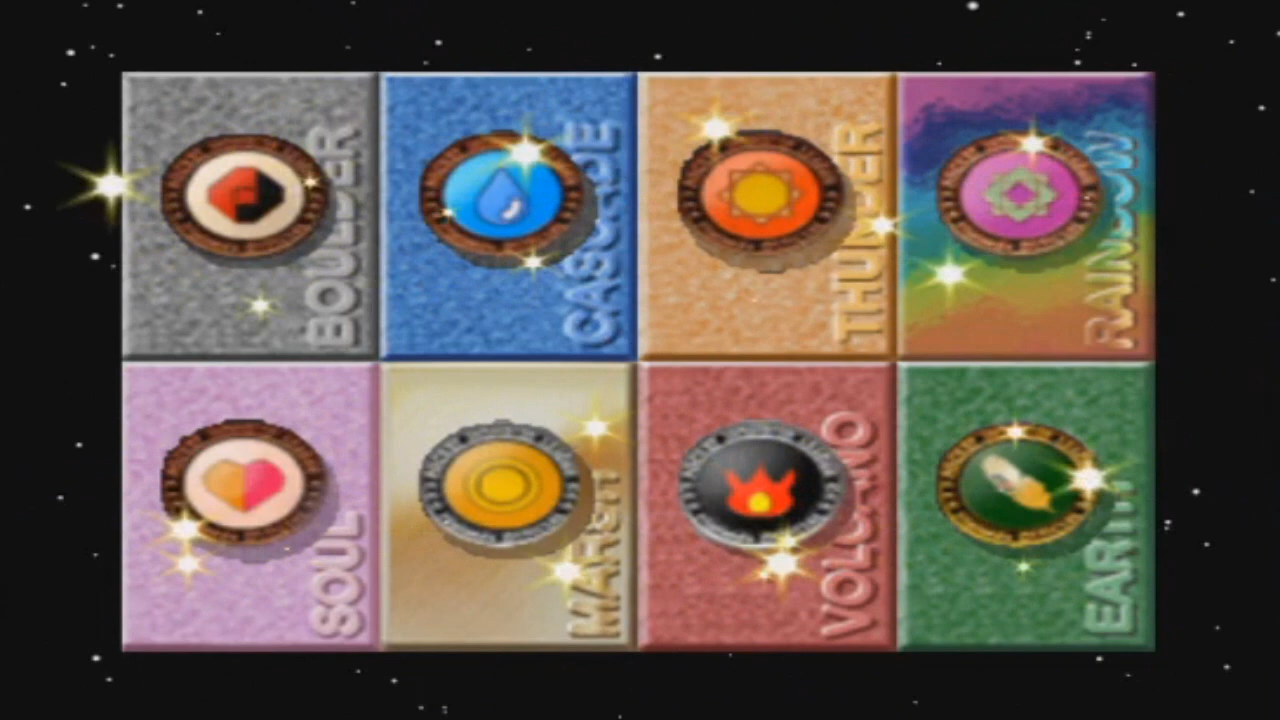 BOULDER
CASCADE
THUNDER
RAINBOW
SOUL
MARSH
VOLCANO
EARTH